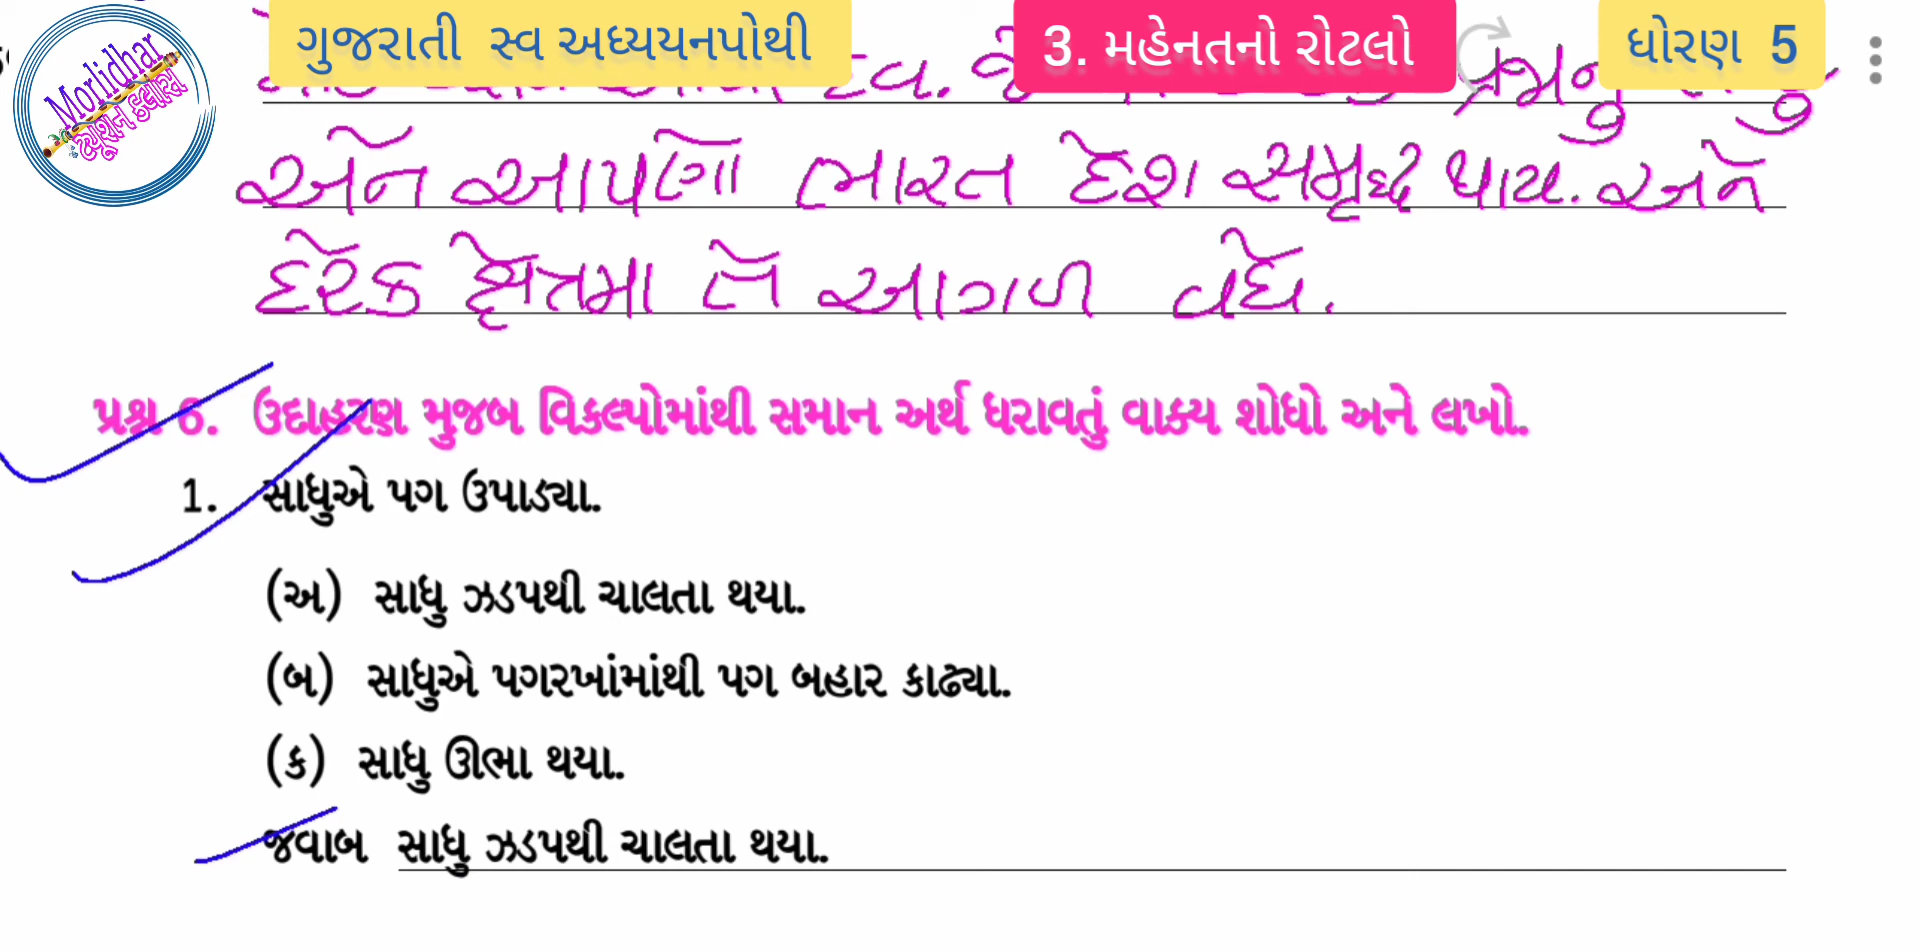 Morlidhar
ટ્યૂશન ક્લાસ
ગુજરાતી સ્વ અધ્યયનપોથી
3. મહેનતનો રોટલો
ધોરણ 5
અને આપણો ભારત દેશ સમૃદ્ધ થાય. અને
દરેક ક્ષેત્રમા તે આગળ વધે.
પ્રશ્ન 6. ઉદાહરણ મુજબ વિકલ્પોમાંથી સમાન અર્થ ધરાવતું વાક્ય શોધો અને લખો.
1. સાધુએ પગ ઉપાડ્યા.
(અ) સાધુ ઝડપથી ચાલતા થયા.
(બ) સાધુએ પગરખાંમાંથી પગ બહાર કાઢ્યા.
(ક) સાધુ ઊભા થયા.
જવાબ સાધુ ઝડપથી ચાલતા થયા.